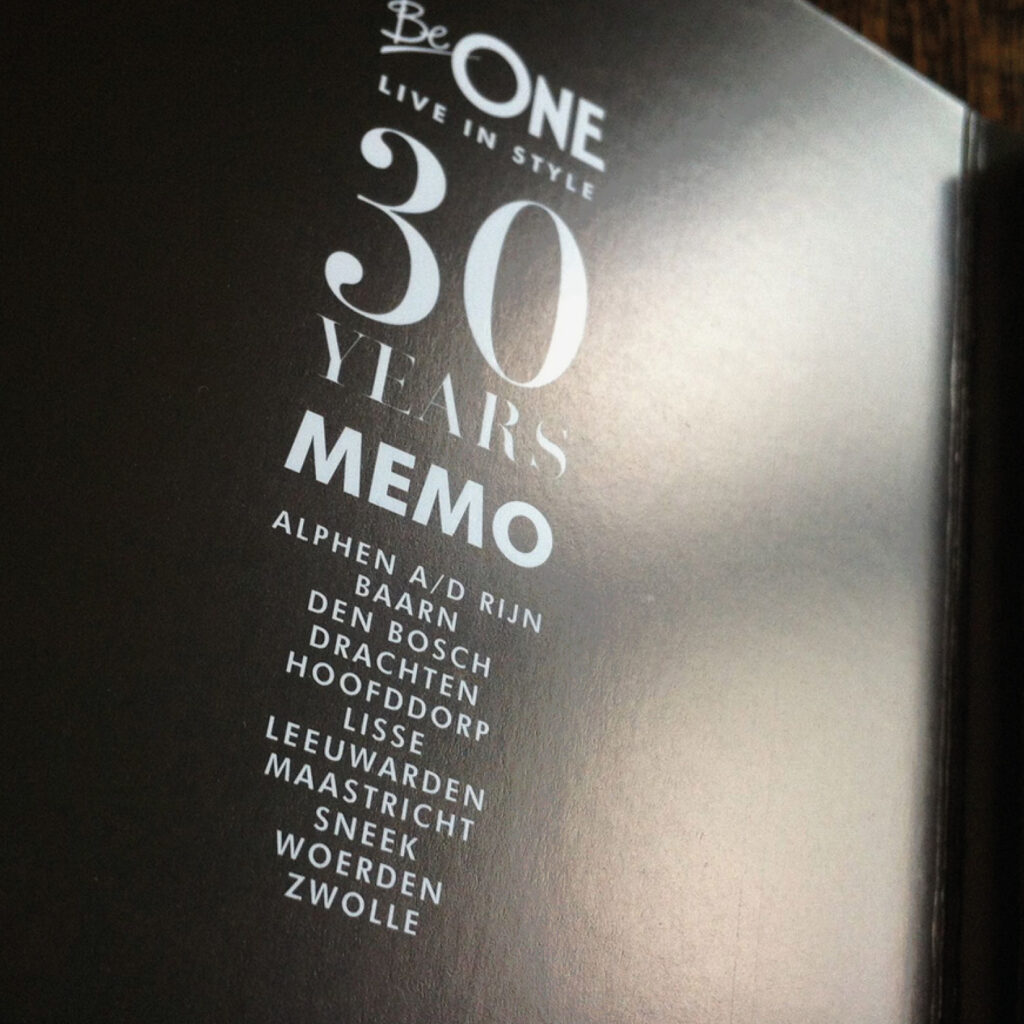 Be ONE
LIVE IN STYLE
30
YEARS
MEMO
ALPHEN A/D RIJN
BAARN
DEN BOSCH
DRACHTEN
HOOFDDORP
LISSE
LEEUWARDEN
MAASTRICHT
SNEEK
WOERDEN
ZWOLLE